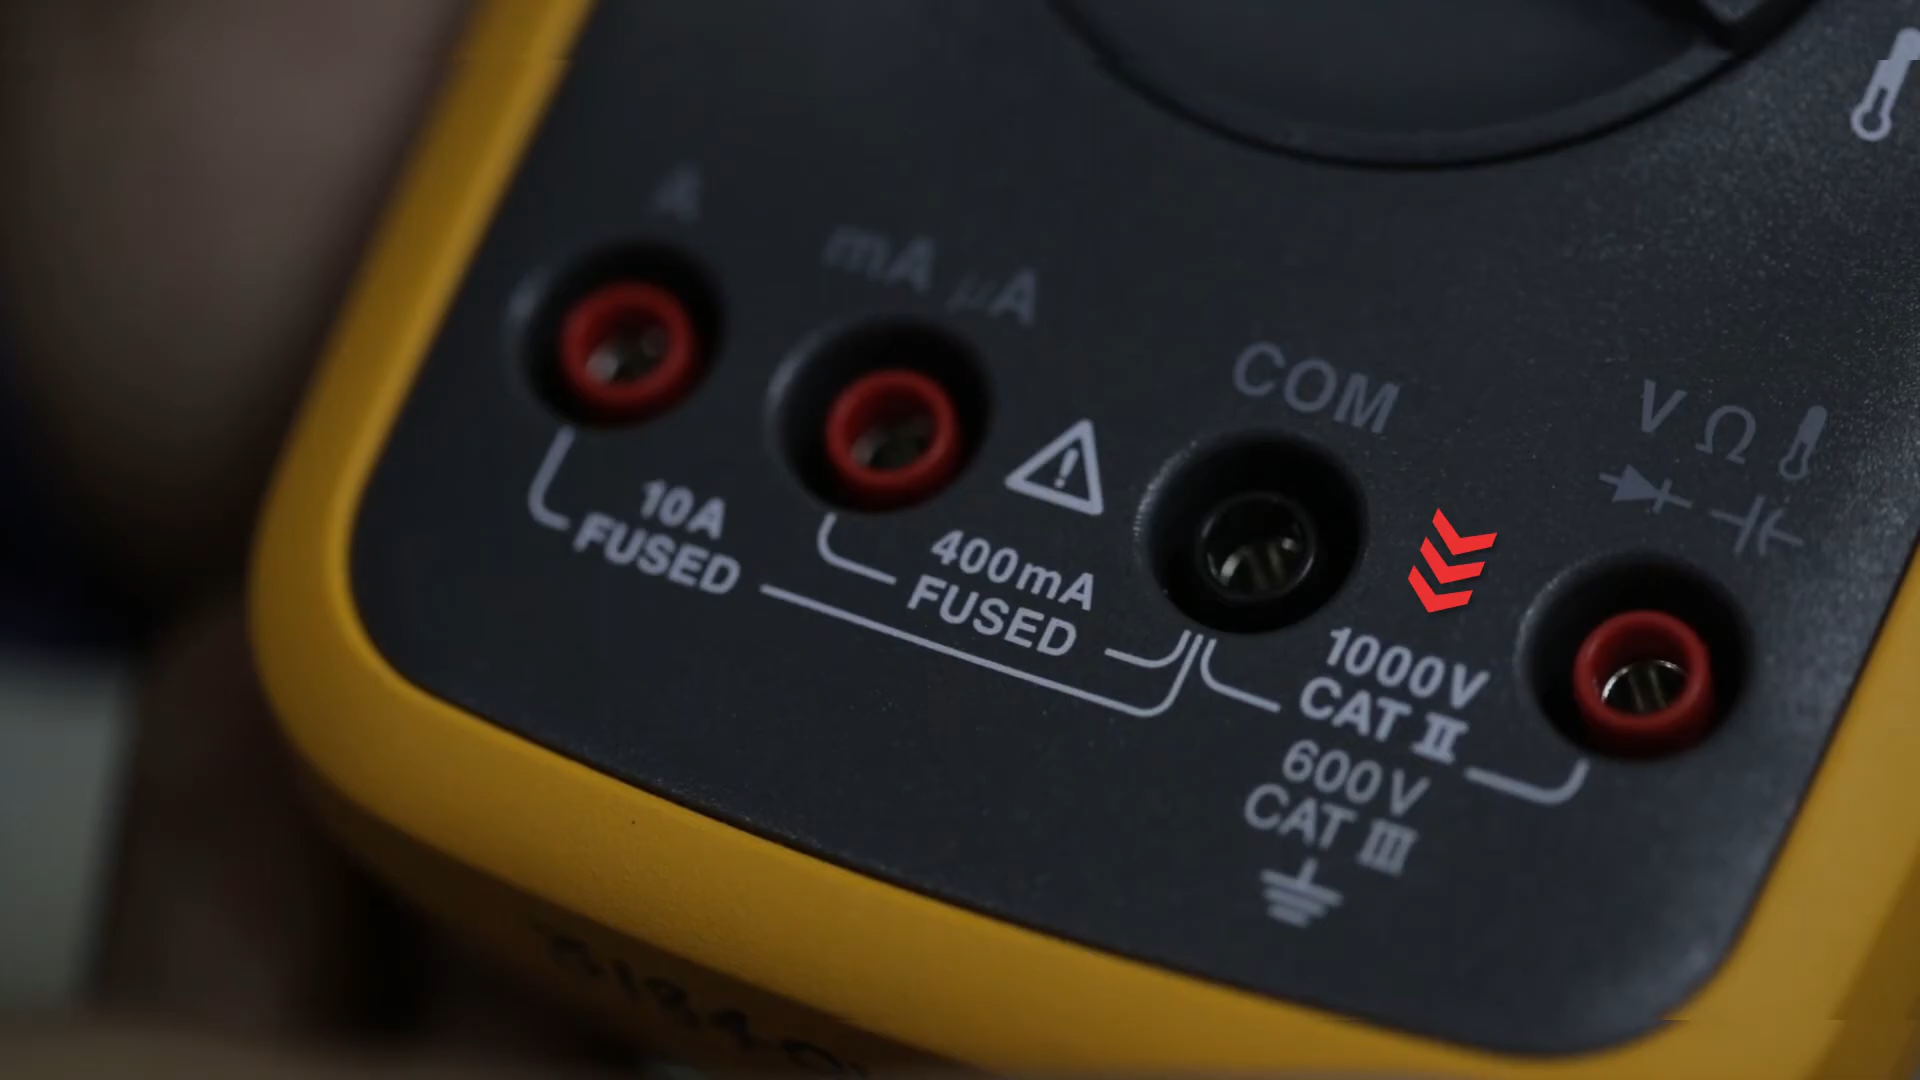 A
mA µA
COM
V Ω
10A
FUSED
400mA
FUSED
1000V
CAT II
600V
CAT III